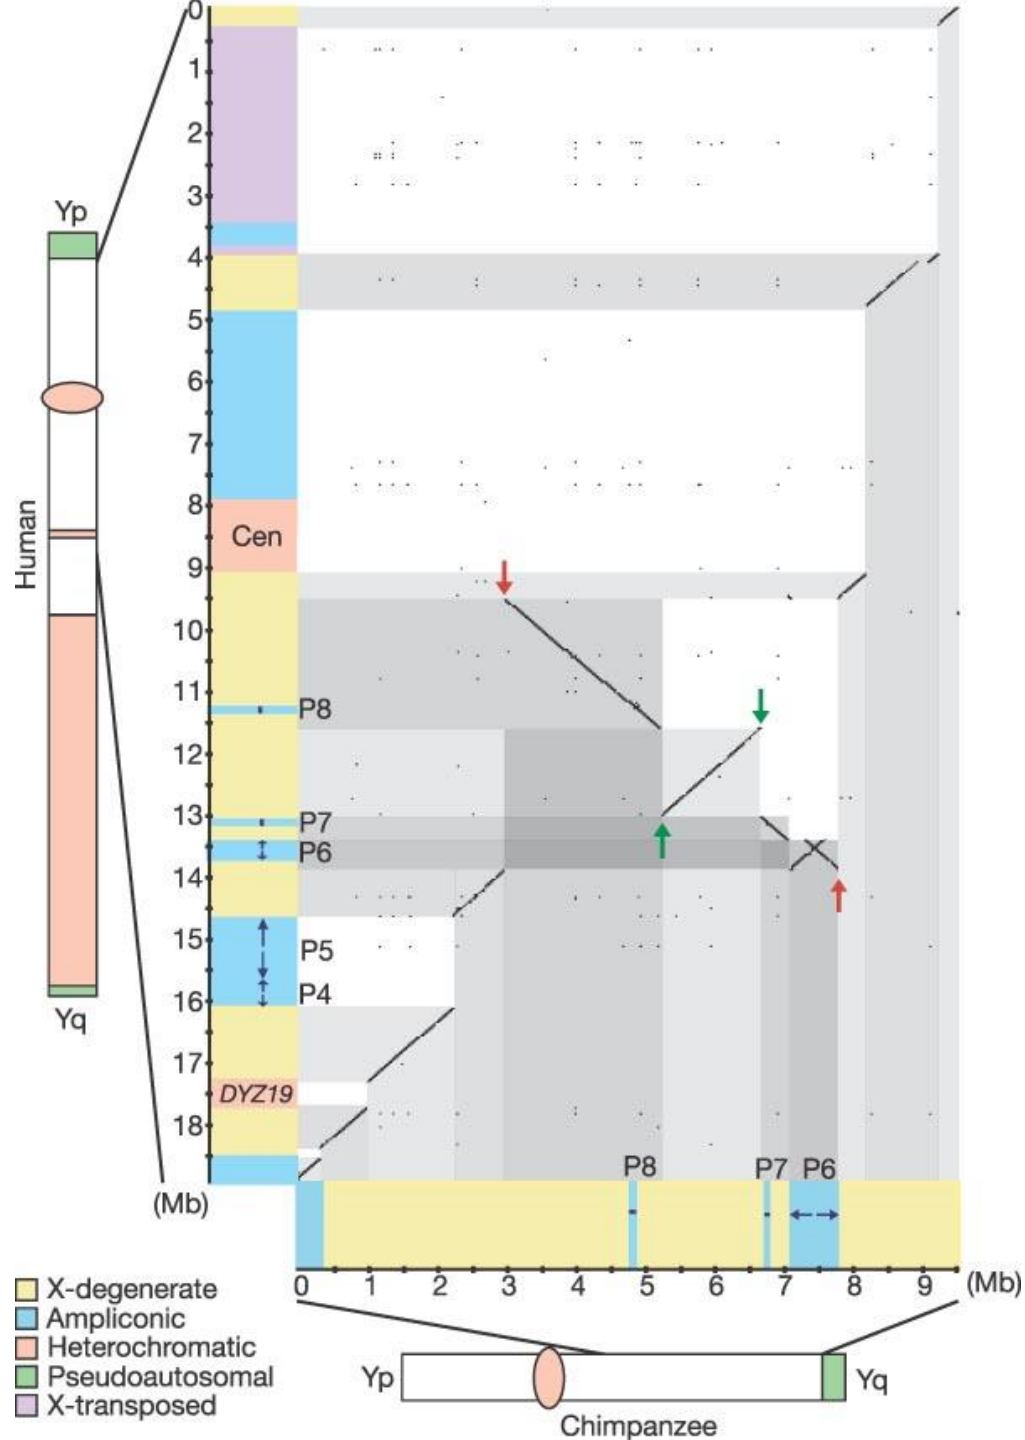 0
1
2
3
4
5
6
7
8
9
10
11
12
13
14
15
16
17
18
(Mb)
Yp
Human
Yq
Cen
P8
P7
P6
P5
P4
DYZ19
P8 P7 P6
0 1 2 3 4 5 6 7 8 9 (Mb)
X-degenerate
Ampliconic
Heterochromatic
Pseudoautosomal
X-transposed
Yp Yq
Chimpanzee